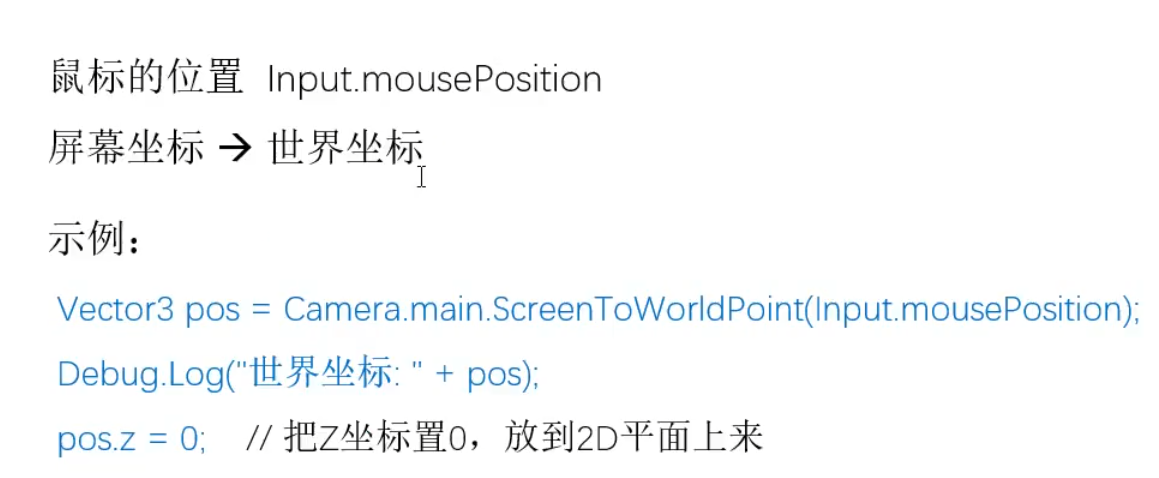 鼠标的位置 Input.mousePosition
屏幕坐标 → 世界坐标
示例：
Vector3 pos = Camera.main.ScreenToWorldPoint(Input.mousePosition);
Debug.Log("世界坐标: " + pos);
pos.z = 0; // 把Z坐标置0，放到2D平面上来